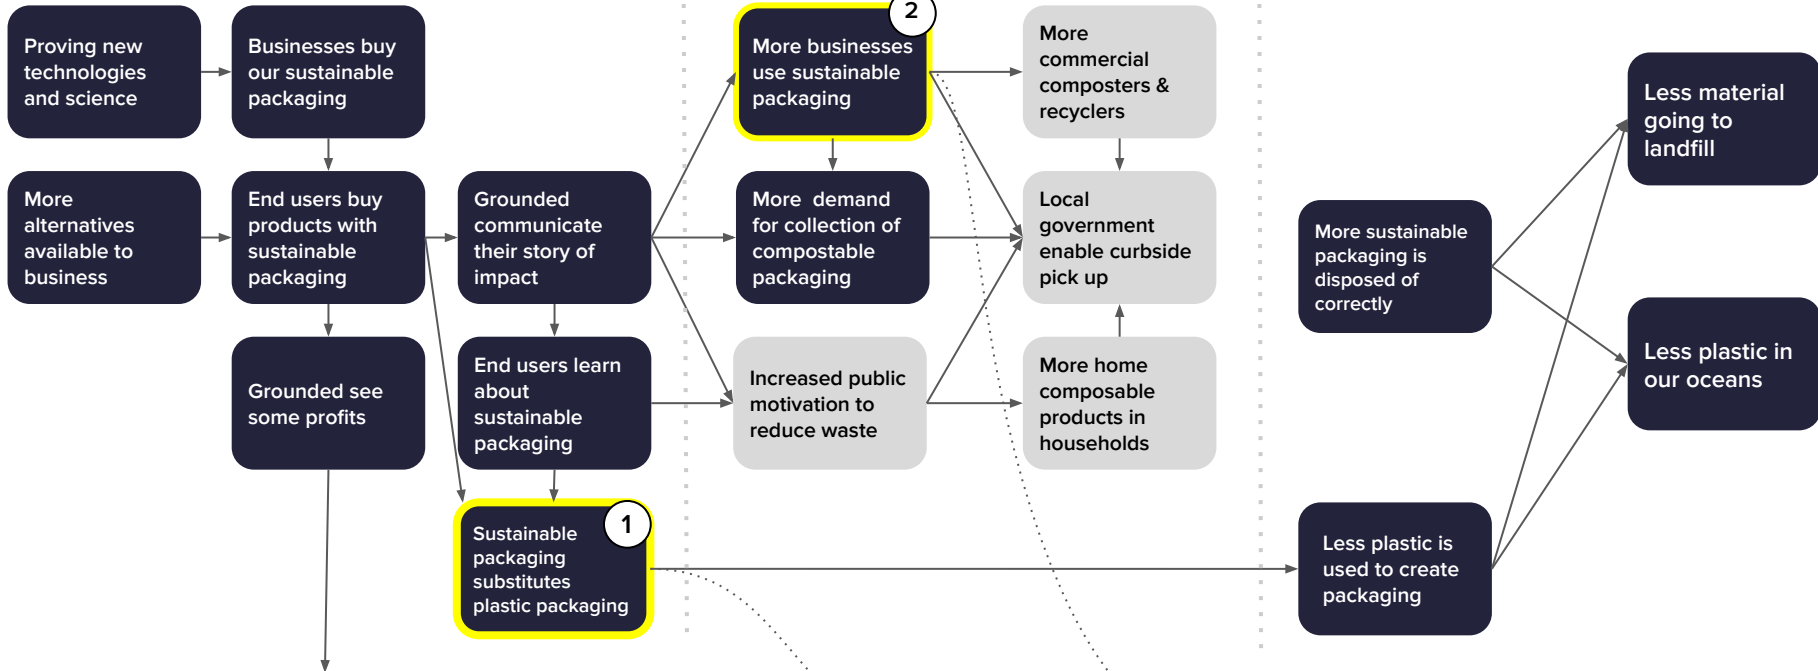 Proving new
technologies
and science
Businesses buy
our sustainable
packaging
2
More businesses
use sustainable
packaging
More
commercial
composters &
recyclers
Less material
going to
landfill
More
alternatives
available to
business
End users buy
products with
sustainable
packaging
Grounded
communicate
their story of
impact
More demand
for collection of
compostable
packaging
Local
government
enable curbside
pick up
More sustainable
packaging is
disposed of
correctly
Less plastic in
our oceans
Grounded see
some profits
End users learn
about
sustainable
packaging
Increased public
motivation to
reduce waste
More home
composable
products in
households
1
Sustainable
packaging
substitutes
plastic packaging
Less plastic is
used to create
packaging